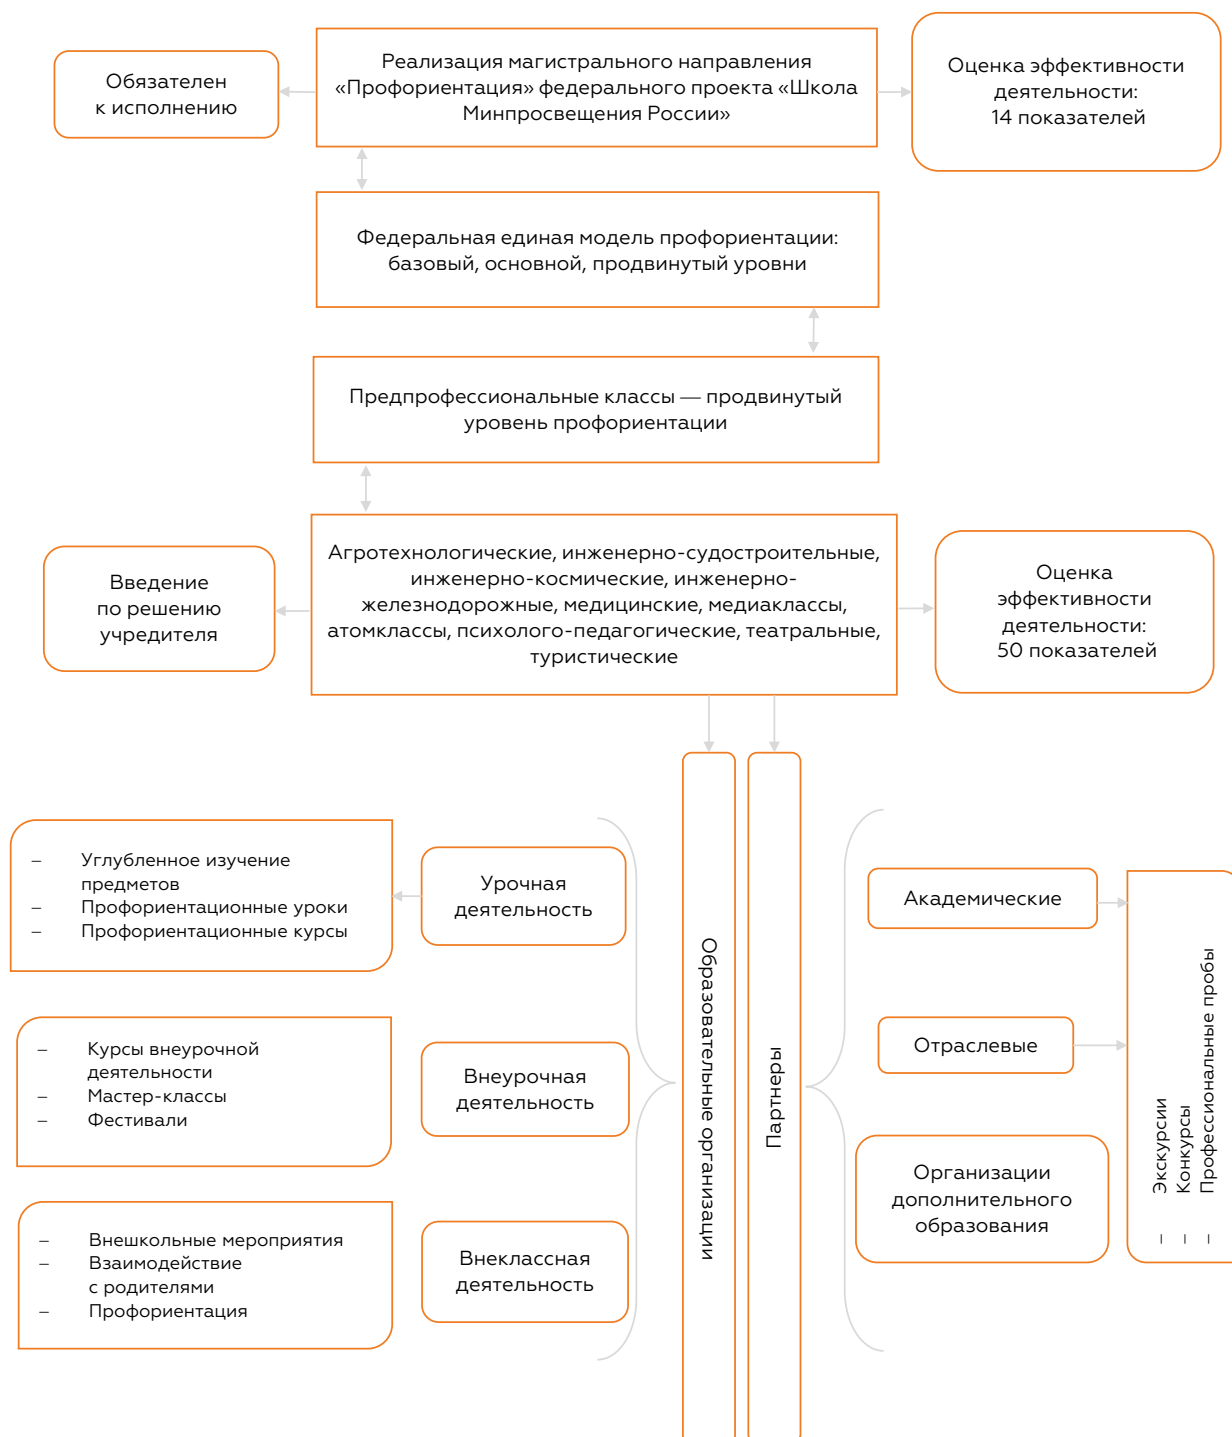 Обязателен
к исполнению
Реализация магистрального направления
«Профориентация» федерального проекта «Школа
Минпросвещения России»
Оценка эффективности
деятельности:
14 показателей
Федеральная единая модель профориентации:
базовый, основной, продвинутый уровни
Предпрофессиональные классы — продвинутый
уровень профориентации
Введение
по решению
учредителя
Агротехнологические, инженерно-судостроительные,
инженерно-космические, инженерно-
железнодорожные, медицинские, медиаклассы,
атомклассы, психолого-педагогические, театральные,
туристические
Оценка
эффективности
деятельности:
50 показателей
– Углубленное изучение
предметов
– Профориентационные уроки
– Профориентационные курсы
Урочная
деятельность
– Курсы внеурочной
деятельности
– Мастер-классы
– Фестивали
Внеурочная
деятельность
– Внешкольные мероприятия
– Взаимодействие
с родителями
– Профориентация
Внеклассная
деятельность
Образовательные организации
Партнеры
Академические
Отраслевые
Организации
дополнительного
образования
– Экскурсии
– Конкурсы
– Профессиональные пробы